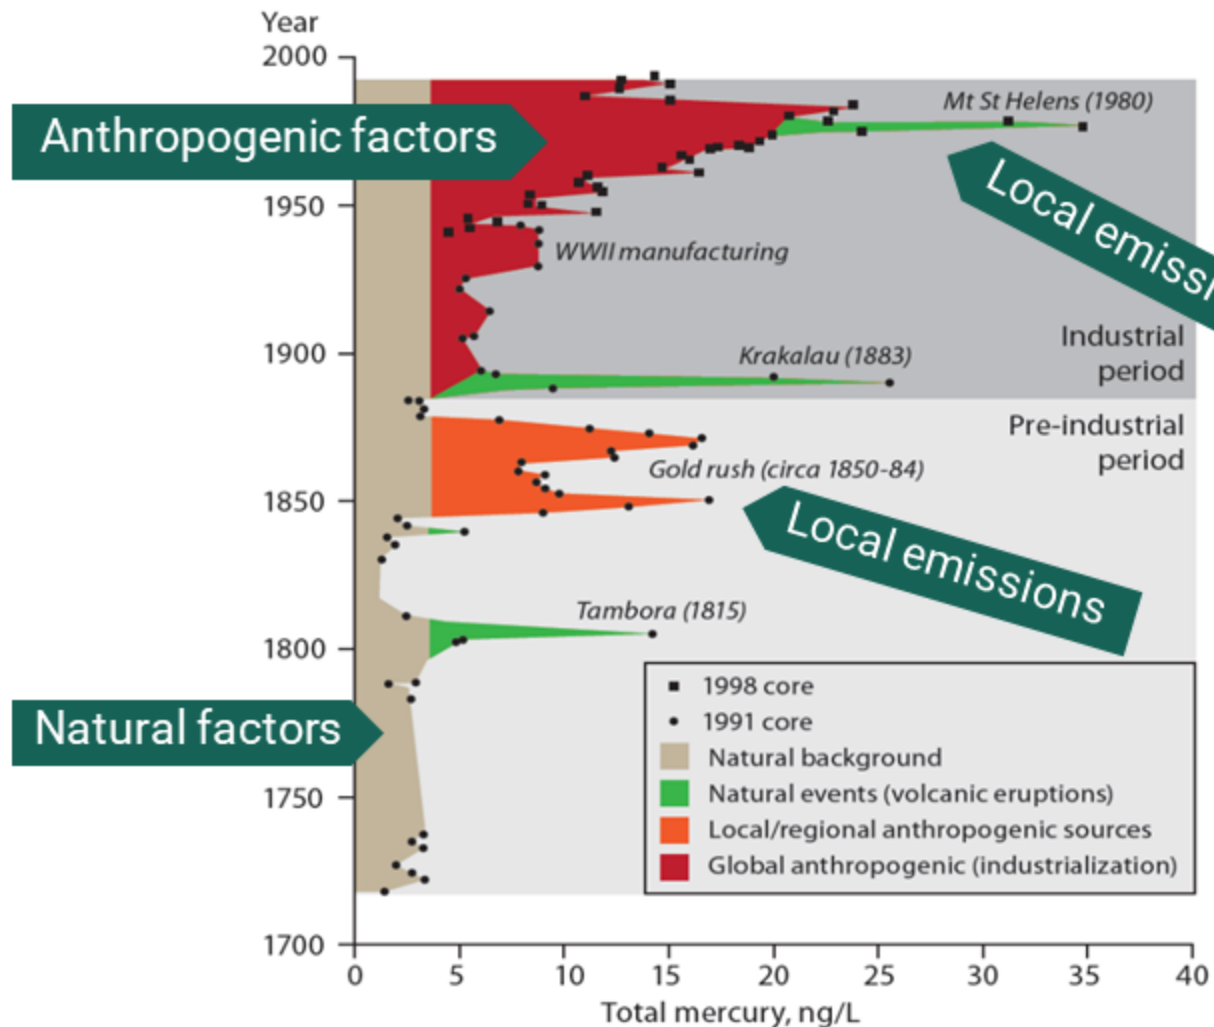 Year
2000
1950
1900
1850
1800
1750
1700
Anthropogenic factors
Mt St Helens (1980)
Local emissi
WWII manufacturing
Industrial
period
Krakalau (1883)
Pre-industrial
period
Gold rush (circa 1850-84)
Local emissions
Tambora (1815)
Natural factors
1998 core
1991 core
Natural background
Natural events (volcanic eruptions)
Local/regional anthropogenic sources
Global anthropogenic (industrialization)
0 5 10 15 20 25 30 35 40
Total mercury, ng/L